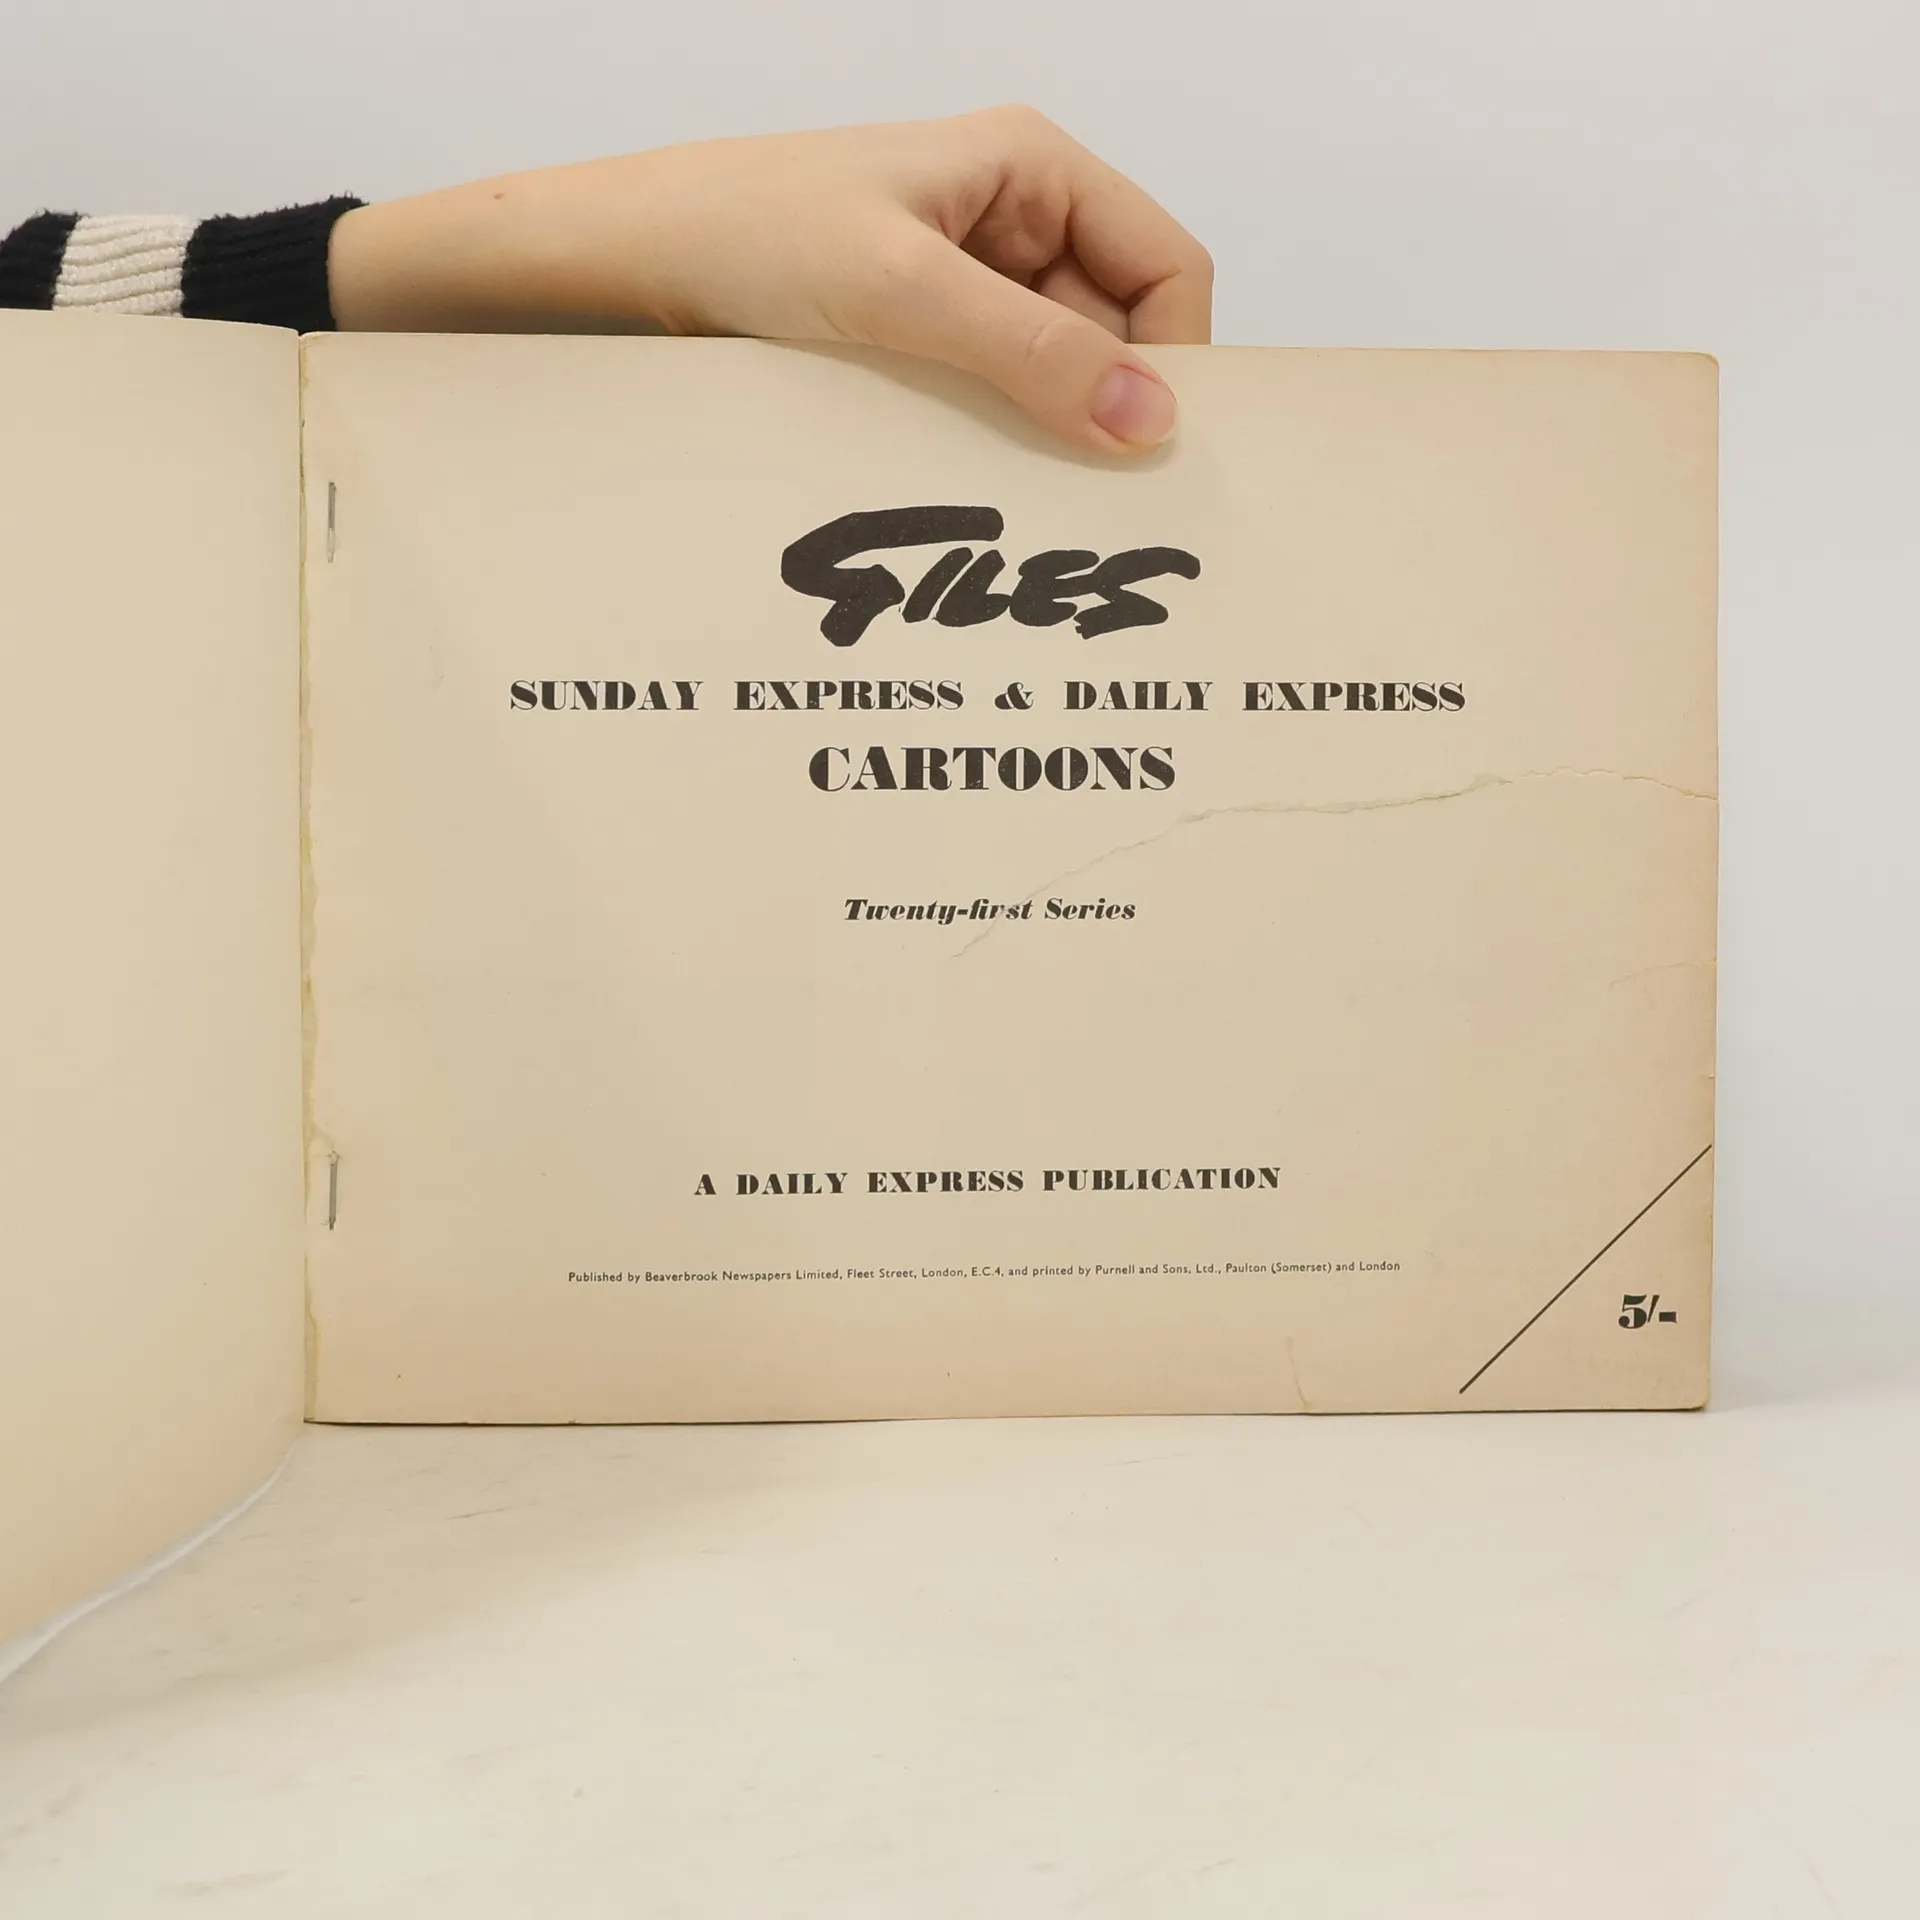 GILES
SUNDAY EXPRESS & DAILY EXPRESS
CARTOONS
Twenty-first Series
A DAILY EXPRESS PUBLICATION
Published by Beaverbrook Newspapers Limited, Fleet Street, London, E.C.4, and printed by Purnell and Sons, Ltd., Paulton (Somerset) and London
5/-